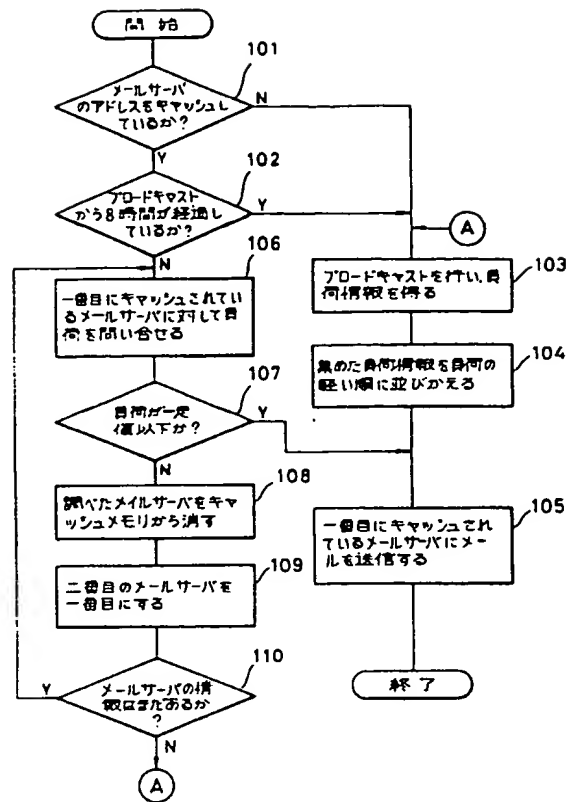 開始
101
メールサーバ
のアドレスをキャッシュし
ているか?
N
Y
102
ブロードキャスト
から8時間が経過し
ているか?
Y
N
A
106
一番目にキャッシュされてい
るメールサーバに対して負
荷を問い合せる
103
ブロードキャストを行い、負
荷情報を得る
104
集めた負荷情報を負荷の
軽い順に並びかえる
107
負荷が一定
値以下か?
Y
N
108
調べたメイルサーバをキャ
ッシュメモリから消す
105
一番目にキャッシュされ
ているメールサーバにメー
ルを送信する
109
二番目のメールサーバを
一番目にする
110
メールサーバの情
報はまだあるか
?
Y
N
A
終了